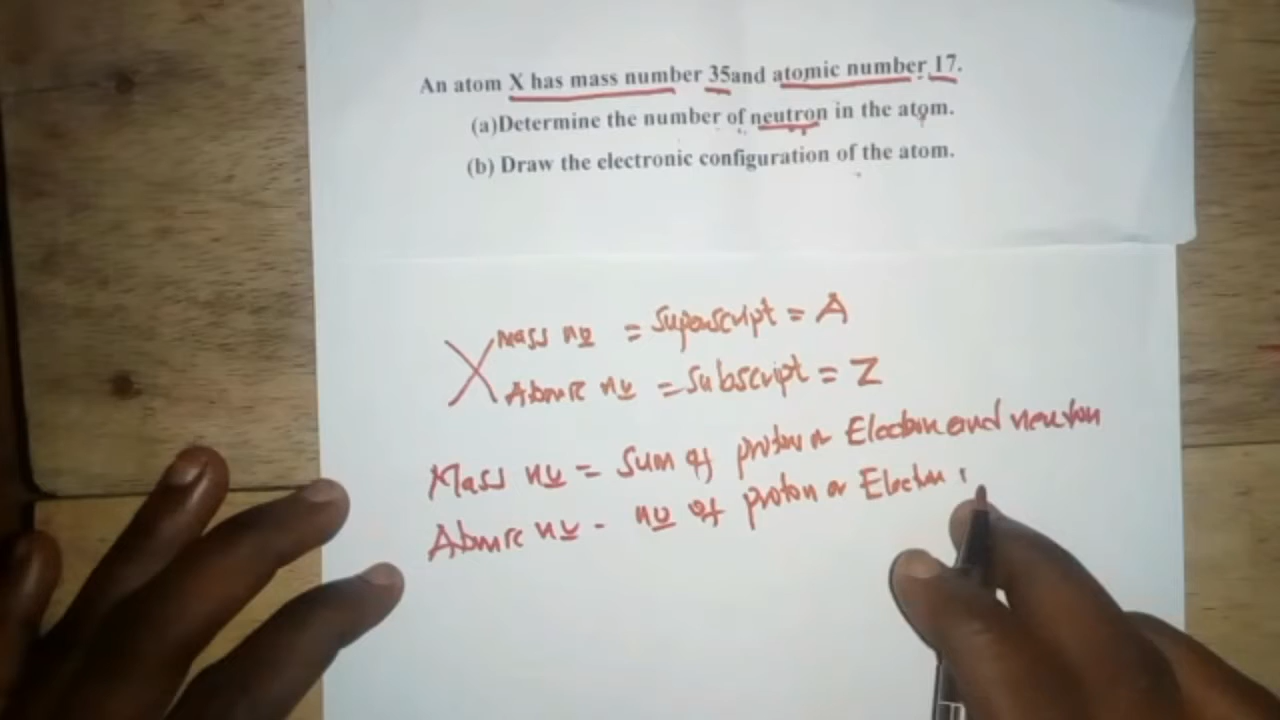 An atom X has mass number 35and atomic number 17.
(a)Determine the number of neutron in the atom.
(b) Draw the electronic configuration of the atom.
X Mass no = Superscript = A
Atomic no = Subscript = Z
Mass no = Sum of proton or Electron and neutron
Atomic no - no of proton or Electron